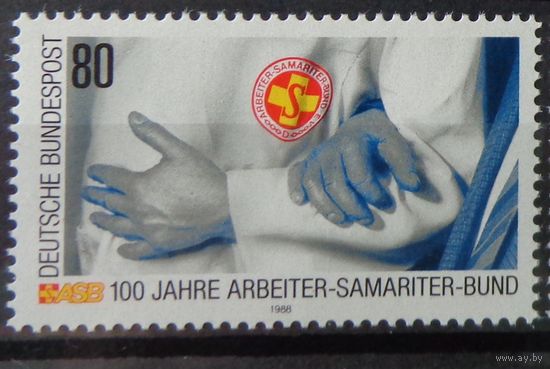 DEUTSCHE BUNDESPOST
80
ARBEITER-SAMARITER-BUND E.V.
S
ASB 100 JAHRE ARBEITER-SAMARITER-BUND
1988
www.ay.by